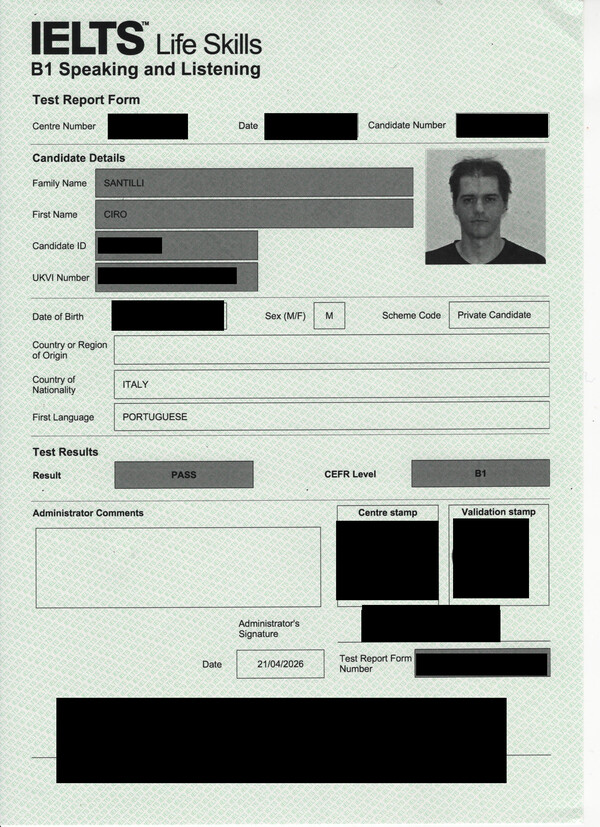 IELTS™ Life Skills
B1 Speaking and Listening
Test Report Form
Centre Number
Date
Candidate Number
Candidate Details
Family Name SANTILLI
First Name CIRO
Candidate ID
UKVI Number
Date of Birth
Sex (M/F) M
Scheme Code Private Candidate
Country or Region
of Origin
Country of
Nationality
ITALY
First Language PORTUGUESE
Test Results
Result PASS
CEFR Level B1
Administrator Comments
Centre stamp
Validation stamp
Administrator's
Signature
Date 21/04/2026
Test Report Form
Number